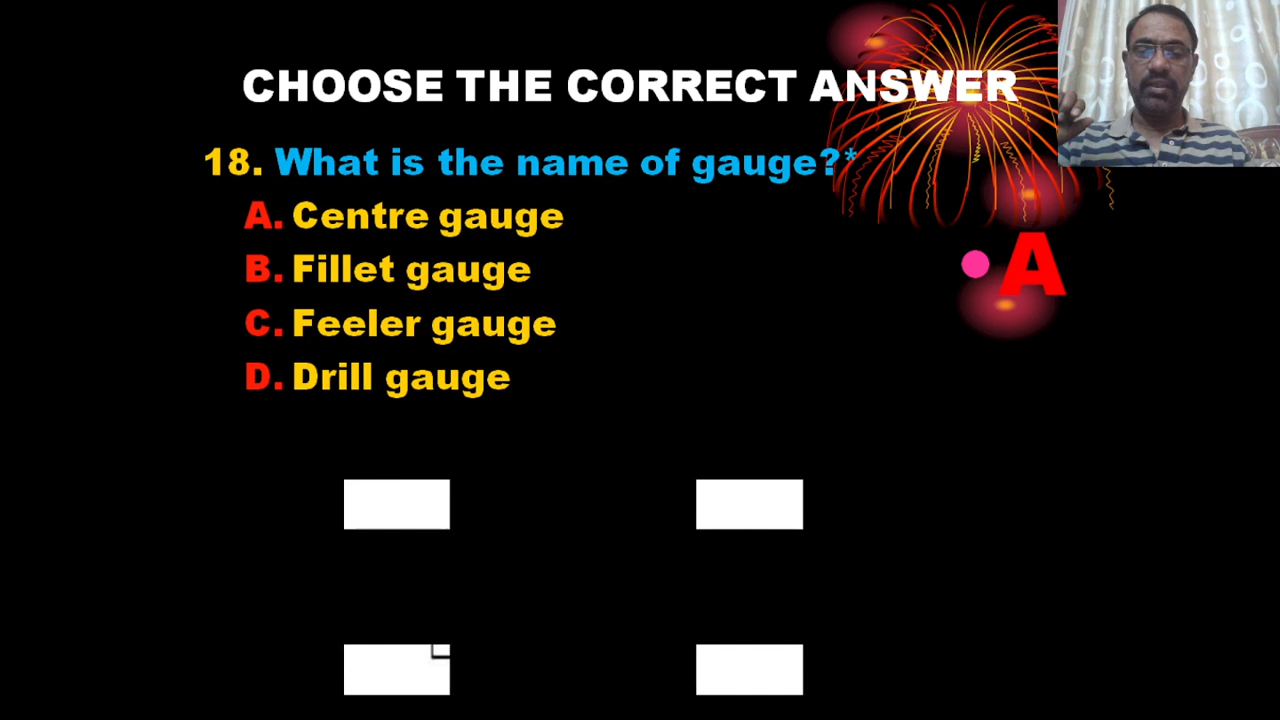 CHOOSE THE CORRECT ANSWER
18. What is the name of gauge?*
A. Centre gauge
B. Fillet gauge
C. Feeler gauge
D. Drill gauge
• A